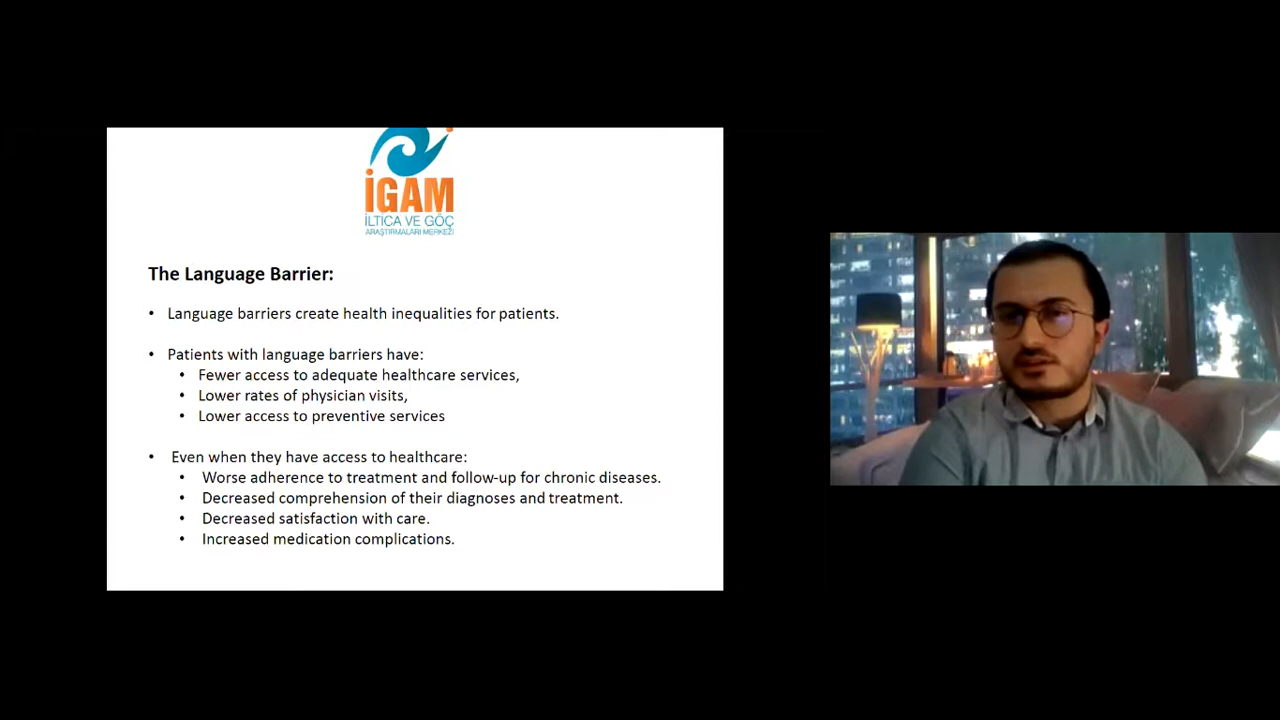 İGAM
İLTİCA VE GÖÇ
ARAŞTIRMALARI MERKEZİ
The Language Barrier:
• Language barriers create health inequalities for patients.
• Patients with language barriers have:
• Fewer access to adequate healthcare services,
• Lower rates of physician visits,
• Lower access to preventive services
• Even when they have access to healthcare:
• Worse adherence to treatment and follow-up for chronic diseases.
• Decreased comprehension of their diagnoses and treatment.
• Decreased satisfaction with care.
• Increased medication complications.